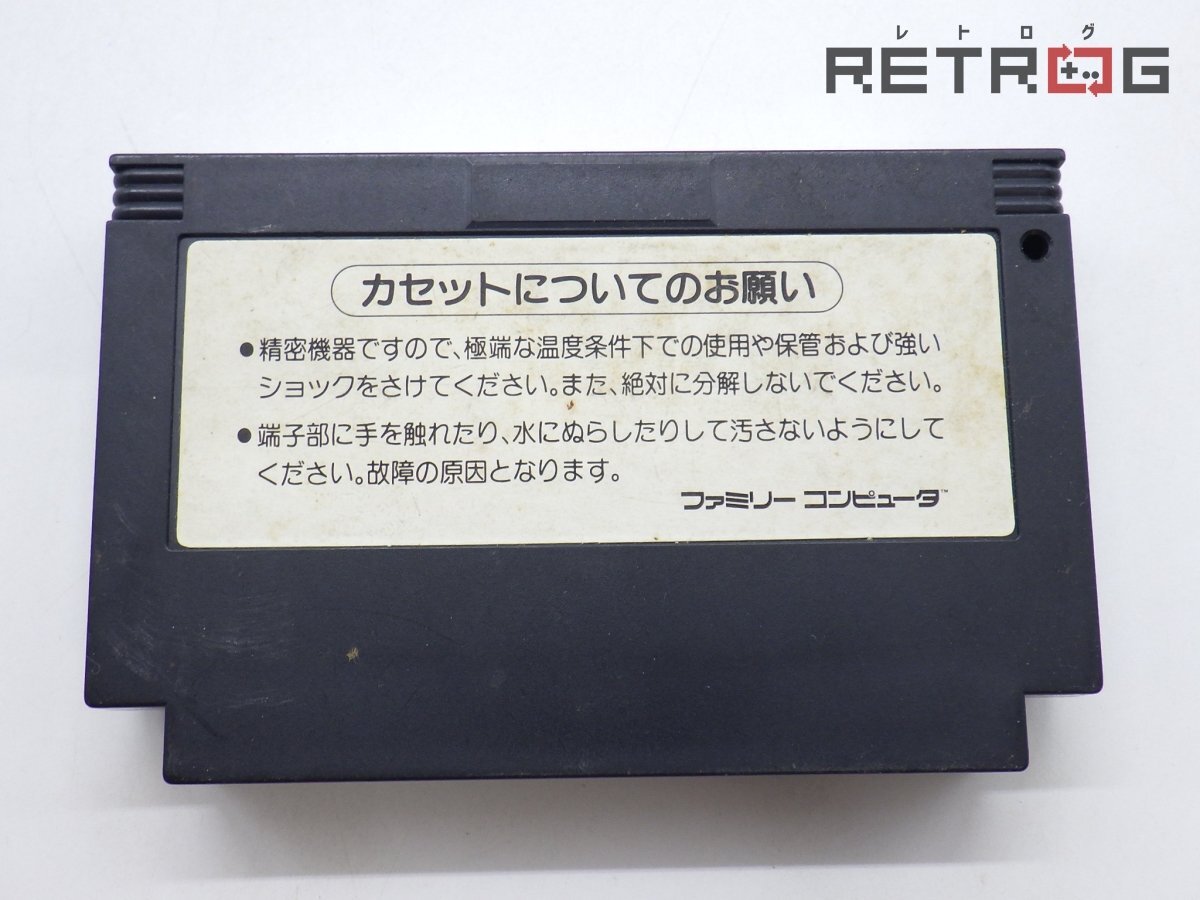 レトログ
RETROG
カセットについてのお願い
●精密機器ですので、極端な温度条件下での使用や保管および強い
ショックをさけてください。また、絶対に分解しないでください。
●端子部に手を触れたり、水にぬらしたりして汚さないようにして
ください。故障の原因となります。
ファミリー コンピュータ™